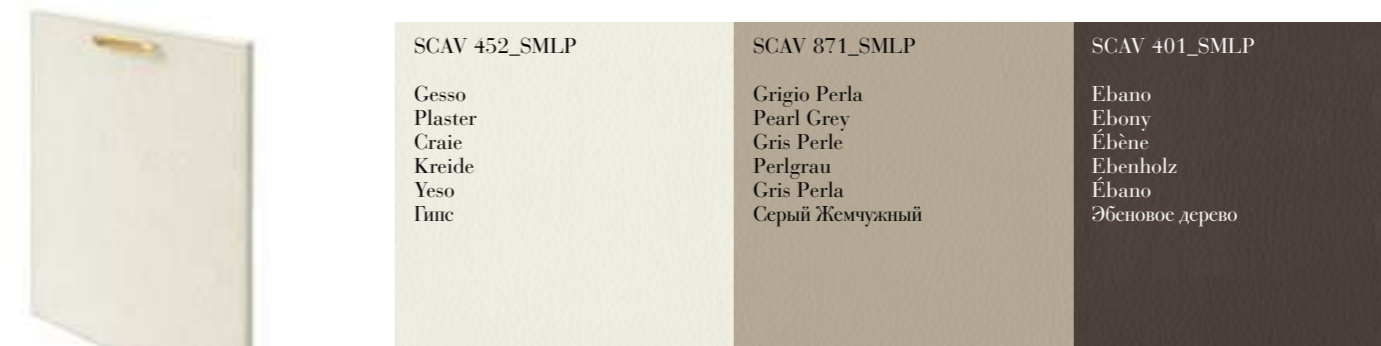 SCAV 452_SMLP
Gesso
Plaster
Craie
Kreide
Yeso
Гипс
SCAV 871_SMLP
Grigio Perla
Pearl Grey
Gris Perle
Perlgrau
Gris Perla
Серый Жемчужный
SCAV 401_SMLP
Ebano
Ebony
Ébène
Ebenholz
Ébano
Эбеновое дерево